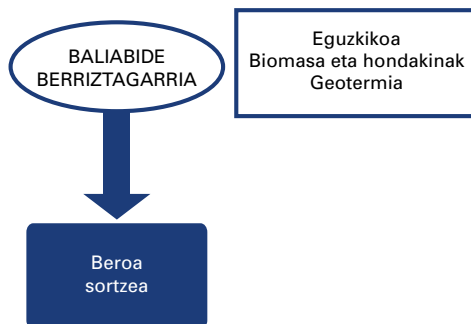 BALIABIDE
BERRIZTAGARRIA
Eguzkikoa
Biomasa eta hondakinak
Geotermia
Beroa
sortzea